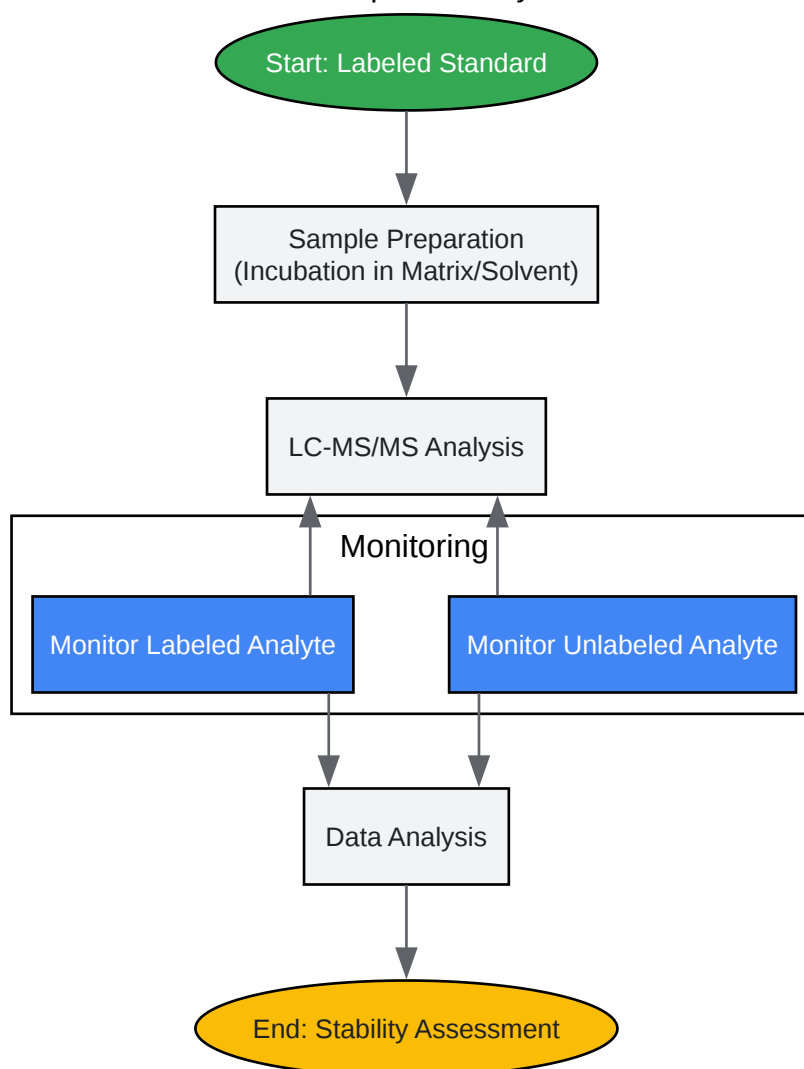 Start: Labeled Standard
Sample Preparation
(Incubation in Matrix/Solvent)
LC-MS/MS Analysis
Monitoring
Monitor Labeled Analyte
Monitor Unlabeled Analyte
Data Analysis
End: Stability Assessment